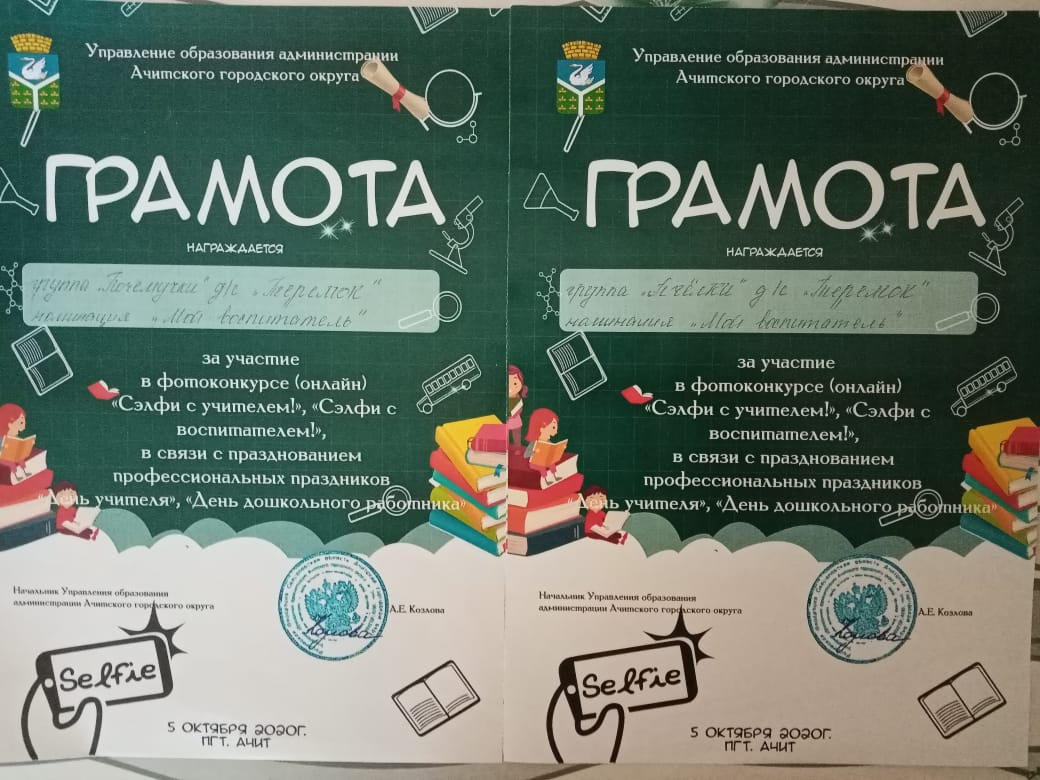 Управление образования администрации
Ачитского городского округа
ГРАМОТА
НАГРАЖДАЕТСЯ
группа „Почемучки" д/с „Теремок"
номинация „Мой воспитатель"
за участие
в фотоконкурсе (онлайн)
«Сэлфи с учителем!», «Сэлфи с
воспитателем!»,
в связи с празднованием
профессиональных праздников
«День учителя», «День дошкольного работника»
Начальник Управления образования
администрации Ачитского городского округа
А.Е. Козлова
Selfie
5 ОКТЯБРЯ 2020Г.
ПГТ. АЧИТ
Управление образования администрации
Ачитского городского округа
ГРАМОТА
НАГРАЖДАЕТСЯ
группа „Пчёлки" д/с „Теремок"
номинация „Мой воспитатель"
за участие
в фотоконкурсе (онлайн)
«Сэлфи с учителем!», «Сэлфи с
воспитателем!»,
в связи с празднованием
профессиональных праздников
«День учителя», «День дошкольного работника»
Начальник Управления образования
администрации Ачитского городского округа
А.Е. Козлова
Selfie
5 ОКТЯБРЯ 2020Г.
ПГТ. АЧИТ